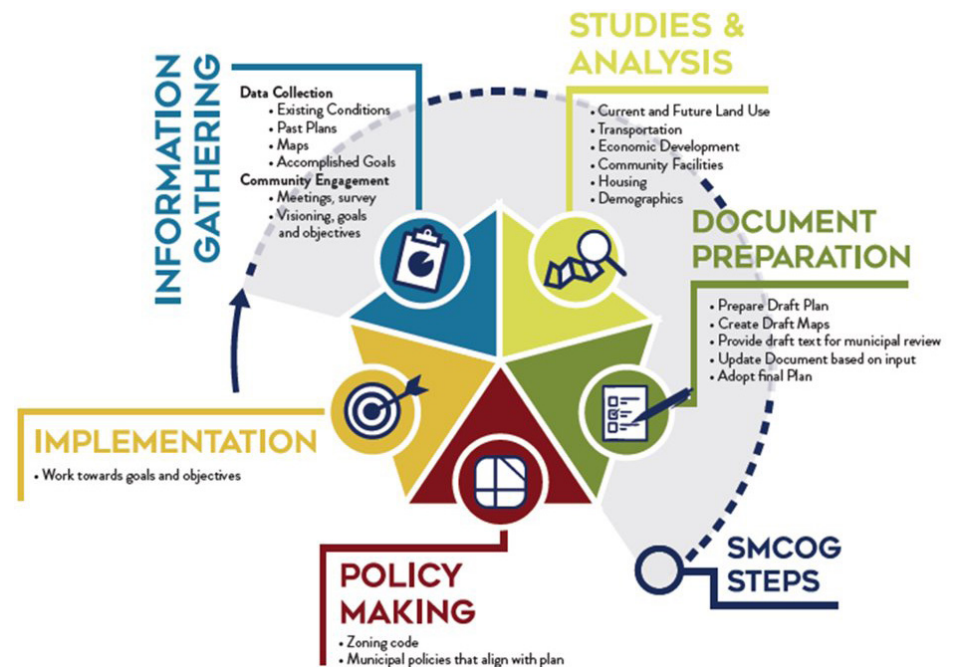 INFORMATION
GATHERING
Data Collection
• Existing Conditions
• Past Plans
• Maps
• Accomplished Goals
Community Engagement
• Meetings, survey
• Visioning, goals
and objectives
STUDIES &
ANALYSIS
• Current and Future Land Use
• Transportation
• Economic Development
• Community Facilities
• Housing
• Demographics
DOCUMENT
PREPARATION
• Prepare Draft Plan
• Create Draft Maps
• Provide draft text for municipal review
• Update Document based on input
• Adopt final Plan
SMCOG
STEPS
POLICY
MAKING
• Zoning code
• Municipal policies that align with plan
IMPLEMENTATION
• Work towards goals and objectives